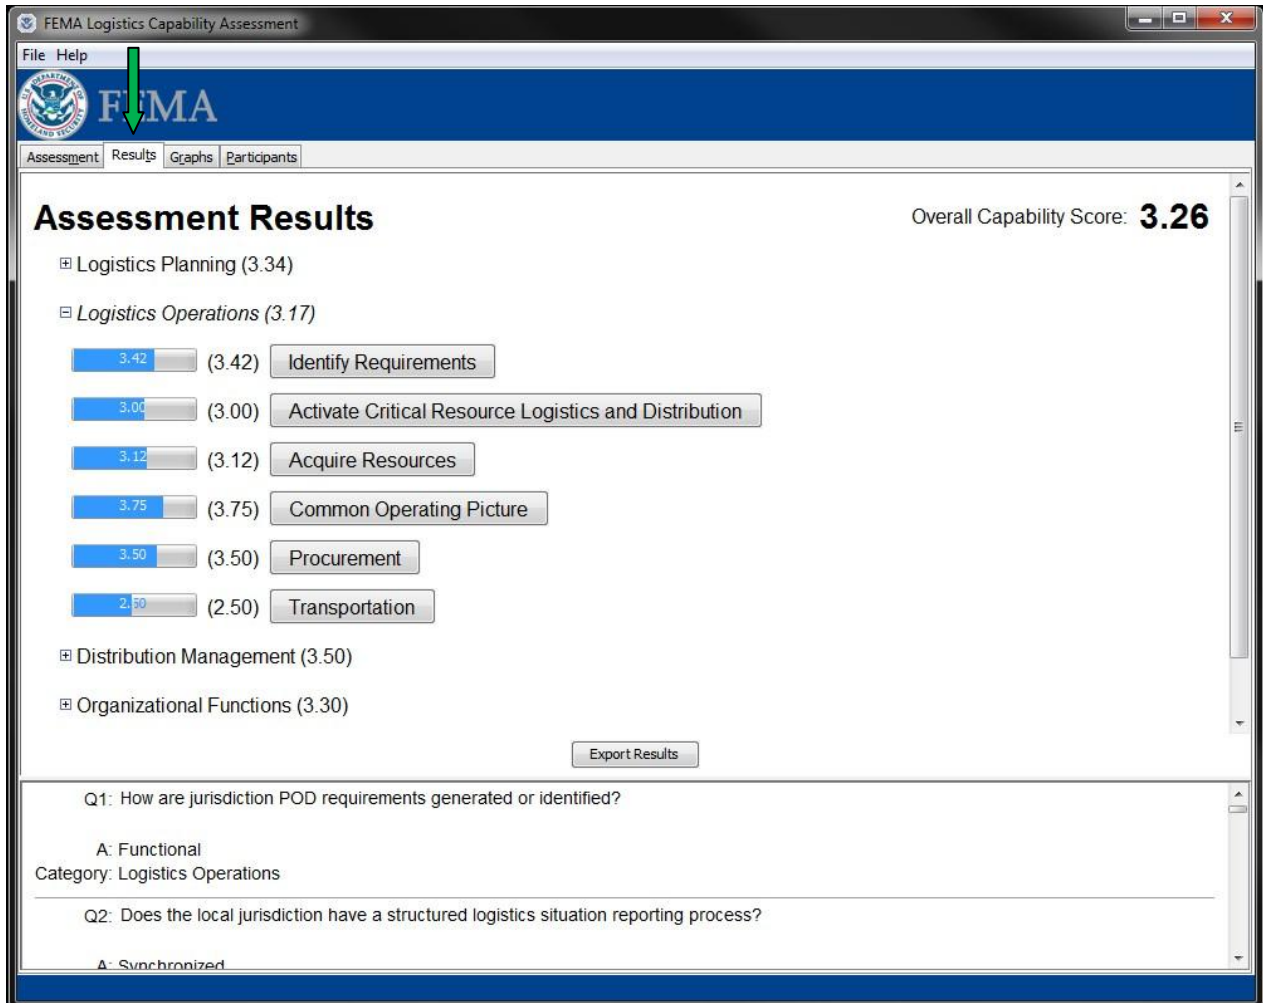 FEMA Logistics Capability Assessment
File Help
FEMA
Assessment Results Graphs Participants
Assessment Results
Overall Capability Score: 3.26
Logistics Planning (3.34)
Logistics Operations (3.17)
3.42 (3.42) Identify Requirements
3.00 (3.00) Activate Critical Resource Logistics and Distribution
3.12 (3.12) Acquire Resources
3.75 (3.75) Common Operating Picture
3.50 (3.50) Procurement
2.50 (2.50) Transportation
Distribution Management (3.50)
Organizational Functions (3.30)
Export Results
Q1: How are jurisdiction POD requirements generated or identified?
A: Functional
Category: Logistics Operations
Q2: Does the local jurisdiction have a structured logistics situation reporting process?
A: Synchronized